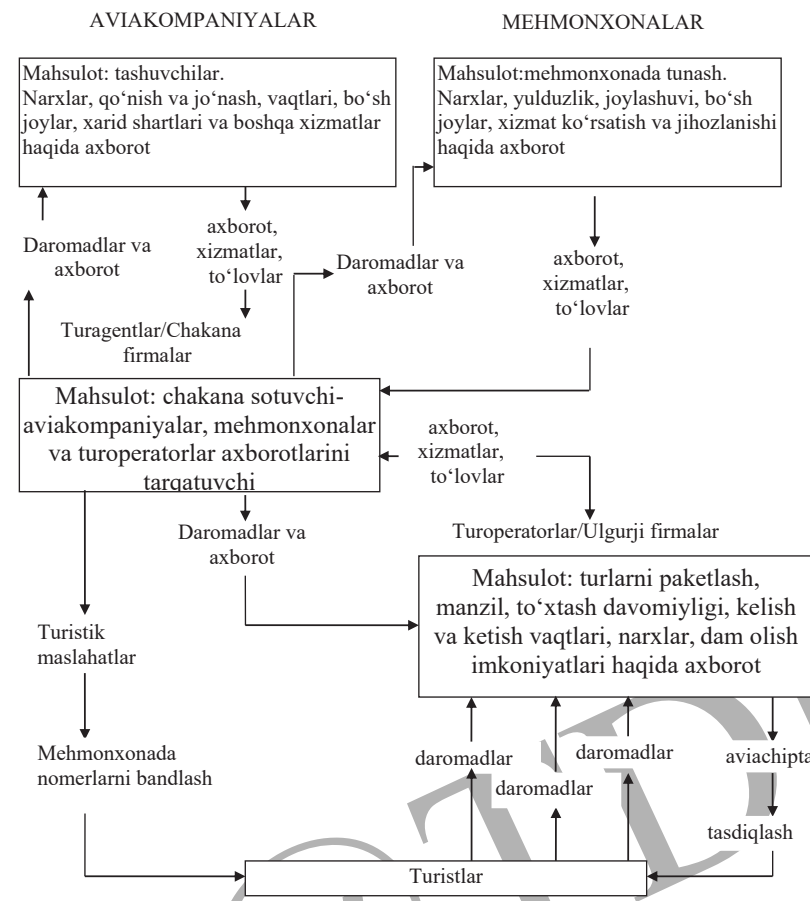 AVIAKOMPANIYALAR
MEHMONXONALAR
Mahsulot: tashuvchilar.
Narxlar, qo‘nish va jo‘nash, vaqtlari, bo‘sh
joylar, xarid shartlari va boshqa xizmatlar
haqida axborot
Mahsulot:mehmonxonada tunash.
Narxlar, yulduzlik, joylashuvi, bo‘sh
joylar, xizmat ko‘rsatish va jihozlanishi
haqida axborot
Daromadlar va
axborot
axborot,
xizmatlar,
to‘lovlar
Daromadlar va
axborot
axborot,
xizmatlar,
to‘lovlar
Turagentlar/Chakana
firmalar
Mahsulot: chakana sotuvchi-
aviakompaniyalar, mehmonxonalar
va turoperatorlar axborotlarini
tarqatuvchi
axborot,
xizmatlar,
to‘lovlar
Daromadlar va
axborot
Turoperatorlar/Ulgurji firmalar
Mahsulot: turlarni paketlash,
manzil, to‘xtash davomiyligi, kelish
va ketish vaqtlari, narxlar, dam olish
imkoniyatlari haqida axborot
Turistik
maslahatlar
Mehmonxonada
nomerlarni bandlash
daromadlar
daromadlar
daromadlar
aviachipta
tasdiqlash
Turistlar